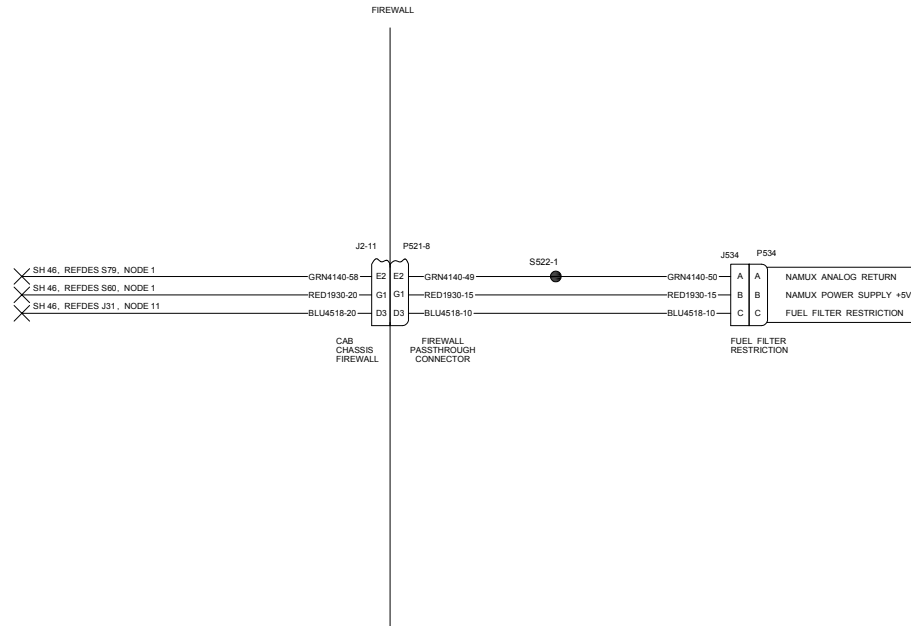 FIREWALL
J2-11 P521-8
S522-1
J534 P534
SH 46, REFDES S79, NODE 1
GRN4140-58 E2 E2 GRN4140-49 GRN4140-50 A A NAMUX ANALOG RETURN
SH 46, REFDES S60, NODE 1
RED1930-20 G1 G1 RED1930-15 RED1930-15 B B NAMUX POWER SUPPLY +5V
SH 46, REFDES J31, NODE 11
BLU4518-20 D3 D3 BLU4518-10 BLU4518-10 C C FUEL FILTER RESTRICTION
CAB
CHASSIS
FIREWALL
FIREWALL
PASSTHROUGH
CONNECTOR
FUEL FILTER
RESTRICTION